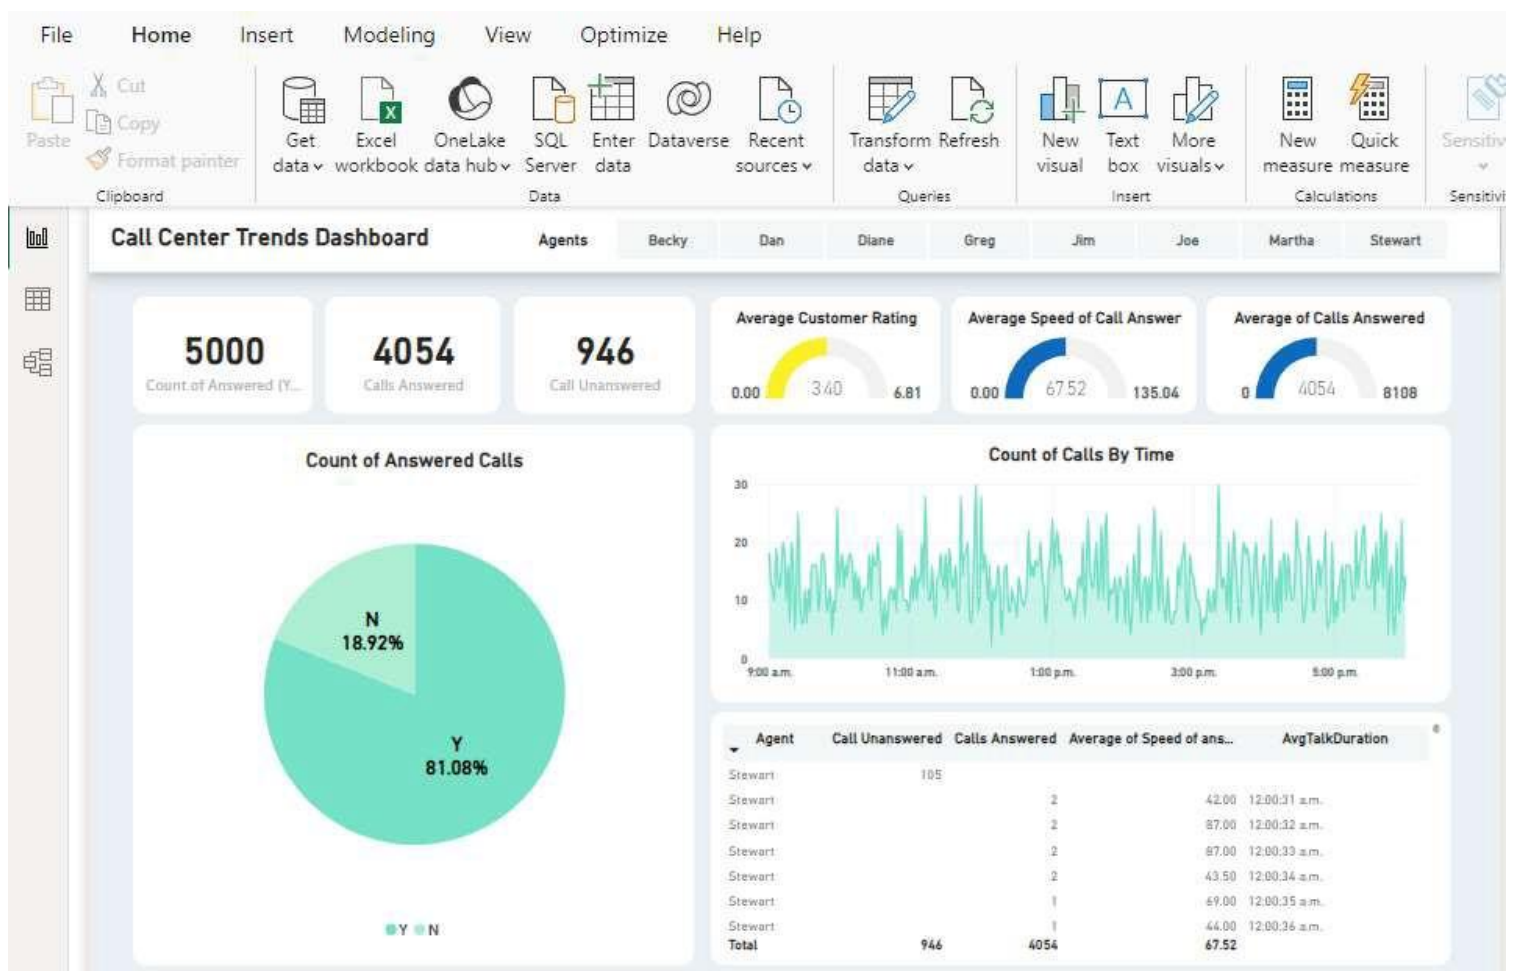 File Home Insert Modeling View Optimize Help
Cut
Copy
Format painter
Paste
Get data
Excel workbook
OneLake data hub
SQL Server
Enter data
Dataverse
Recent sources
Transform data
Refresh
New visual
Text box
More visuals
New measure
Quick measure
Sensitiv
Clipboard Data Queries Insert Calculations Sensitivi
Call Center Trends Dashboard
Agents Becky Dan Diane Greg Jim Joe Martha Stewart
5000
Count of Answered (Y...
4054
Calls Answered
946
Call Unanswered
Average Customer Rating
0.00 3.40 6.81
Average Speed of Call Answer
0.00 67.52 135.04
Average of Calls Answered
0 4054 8108
Count of Answered Calls
N
18.92%
Y
81.08%
Y N
Count of Calls By Time
30
20
10
0
9:00 a.m. 11:00 a.m. 1:00 p.m. 3:00 p.m. 5:00 p.m.
Agent Call Unanswered Calls Answered Average of Speed of ans... AvgTalkDuration
Stewart 105
Stewart 2 42.00 12:00:31 a.m.
Stewart 2 87.00 12:00:32 a.m.
Stewart 2 87.00 12:00:33 a.m.
Stewart 2 43.50 12:00:34 a.m.
Stewart 1 69.00 12:00:35 a.m.
Stewart 1 44.00 12:00:36 a.m.
Total 946 4054 67.52